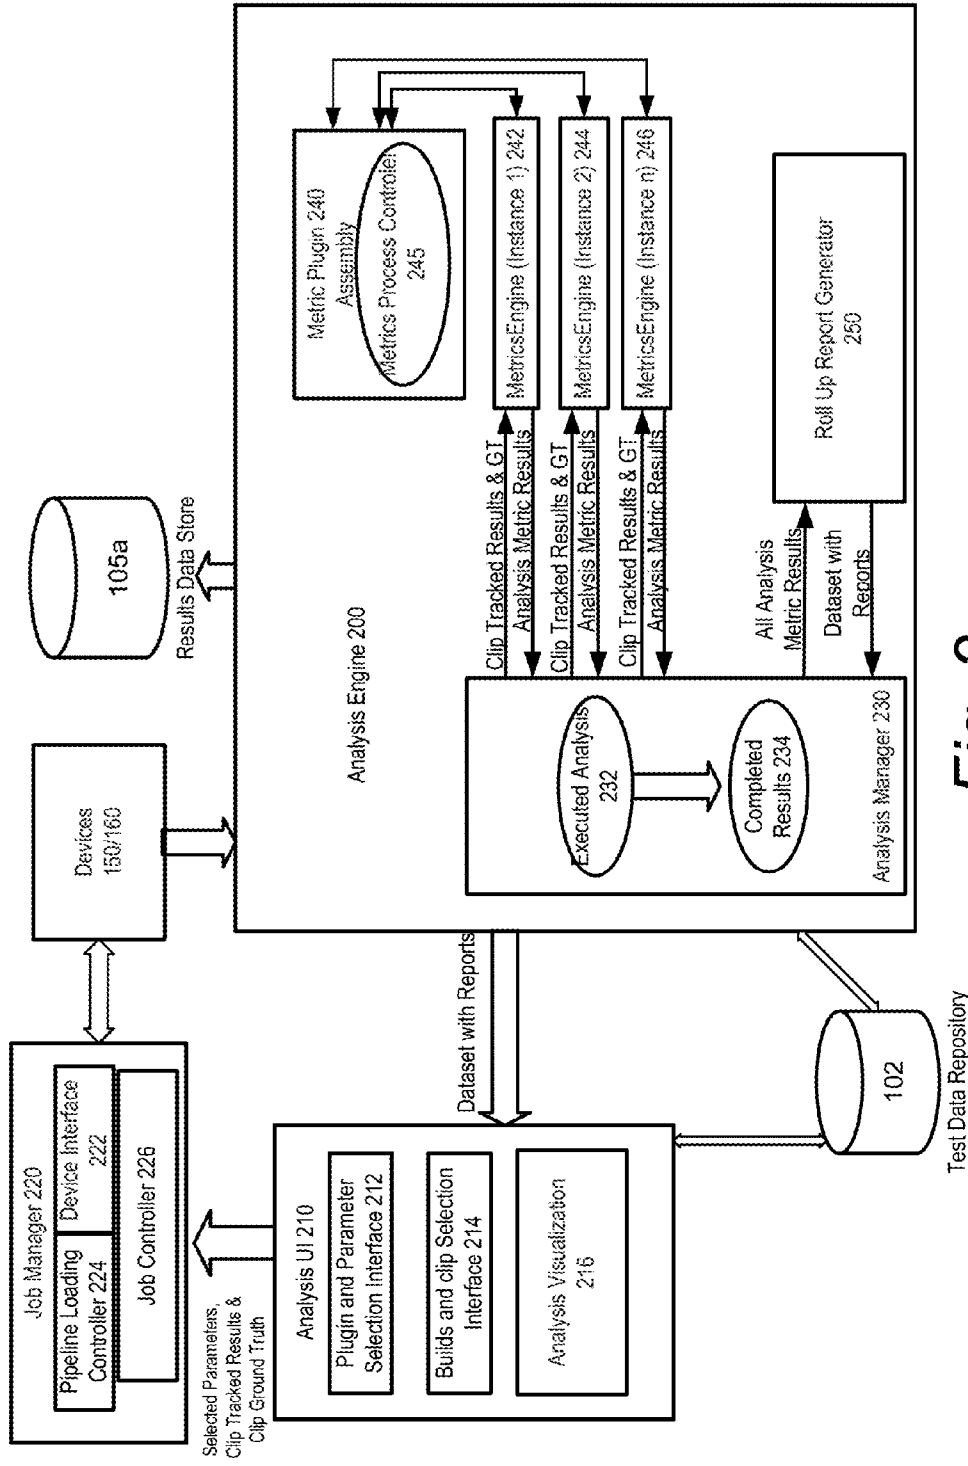 Job Manager 220
Pipeline Loading
Controller 224
Device Interface
222
Job Controller 226
Devices
150/160
105a
Results Data Store
Selected Parameters,
Clip Tracked Results &
Clip Ground Truth
Analysis UI 210
Plugin and Parameter
Selection Interface 212
Builds and clip Selection
Interface 214
Analysis Visualization
216
Dataset with Reports
102
Test Data Repository
Analysis Engine 200
Metric Plugin 240
Assembly
Metrics Process Controler
245
Clip Tracked Results & GT
Analysis Metric Results
MetricsEngine (Instance 1) 242
Clip Tracked Results & GT
Analysis Metric Results
MetricsEngine (Instance 2) 244
Clip Tracked Results & GT
Analysis Metric Results
MetricsEngine (Instance n) 246
Executed Analysis
232
Completed
Results 234
Analysis Manager 230
All Analysis
Metric Results
Dataset with
Reports
Roll Up Report Generator
250